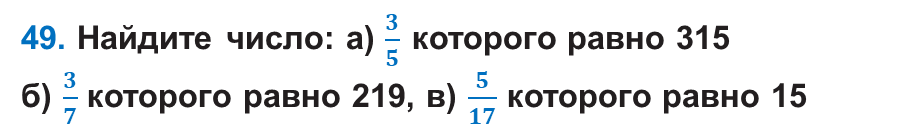 49. Найдите число: а) 3/5 которого равно 315
б) 3/7 которого равно 219, в) 5/17 которого равно 15